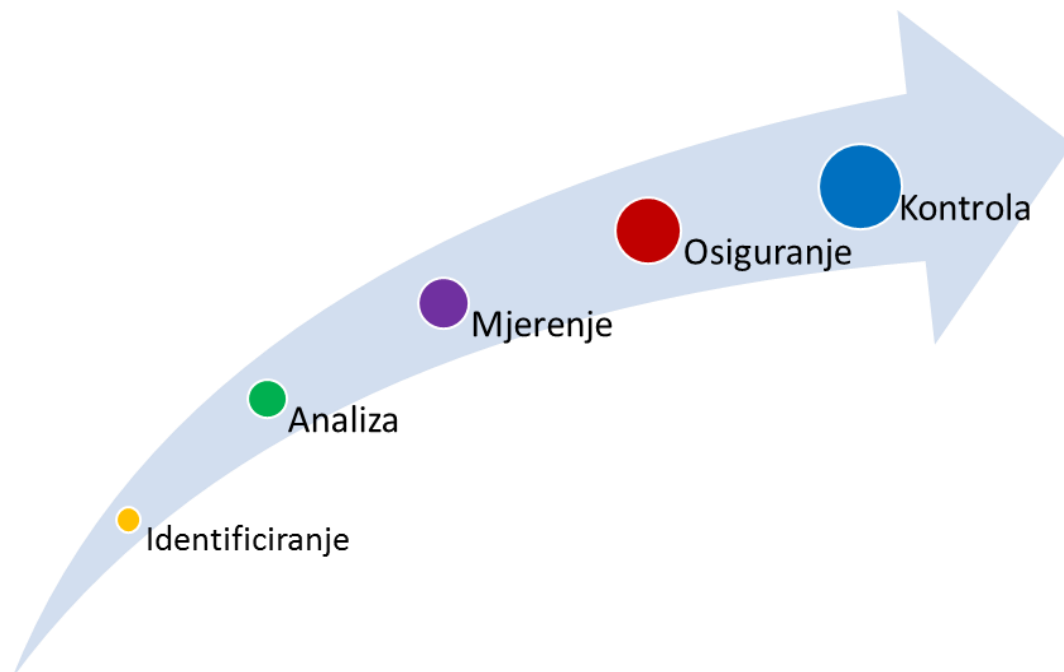 Kontrola
Osiguranje
Mjerenje
Analiza
Identificiranje